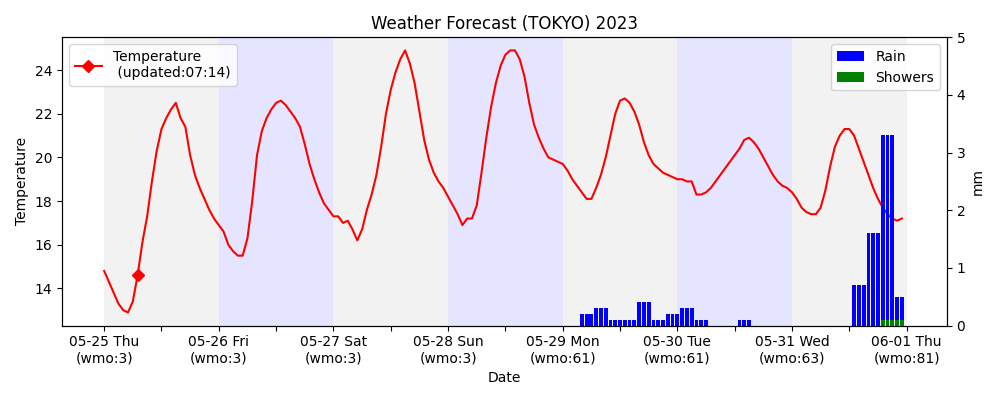 Weather Forecast (TOKYO) 2023
Temperature
(updated:07:14)
Rain
Showers
Temperature
24
22
20
18
16
14
5
4
3
2
1
0
mm
05-25 Thu
(wmo:3)
05-26 Fri
(wmo:3)
05-27 Sat
(wmo:3)
05-28 Sun
(wmo:3)
05-29 Mon
(wmo:61)
05-30 Tue
(wmo:61)
05-31 Wed
(wmo:63)
06-01 Thu
(wmo:81)
Date